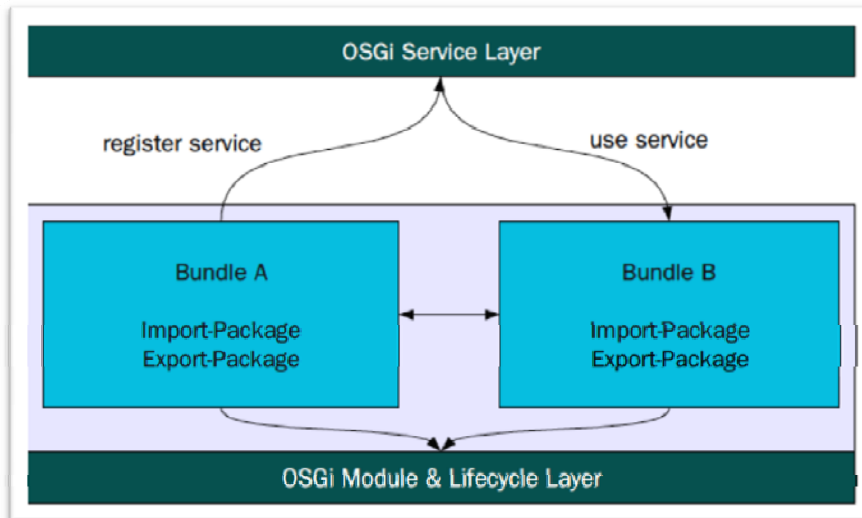 OSGi Service Layer
register service
use service
Bundle A
Import-Package
Export-Package
Bundle B
Import-Package
Export-Package
OSGi Module & Lifecycle Layer